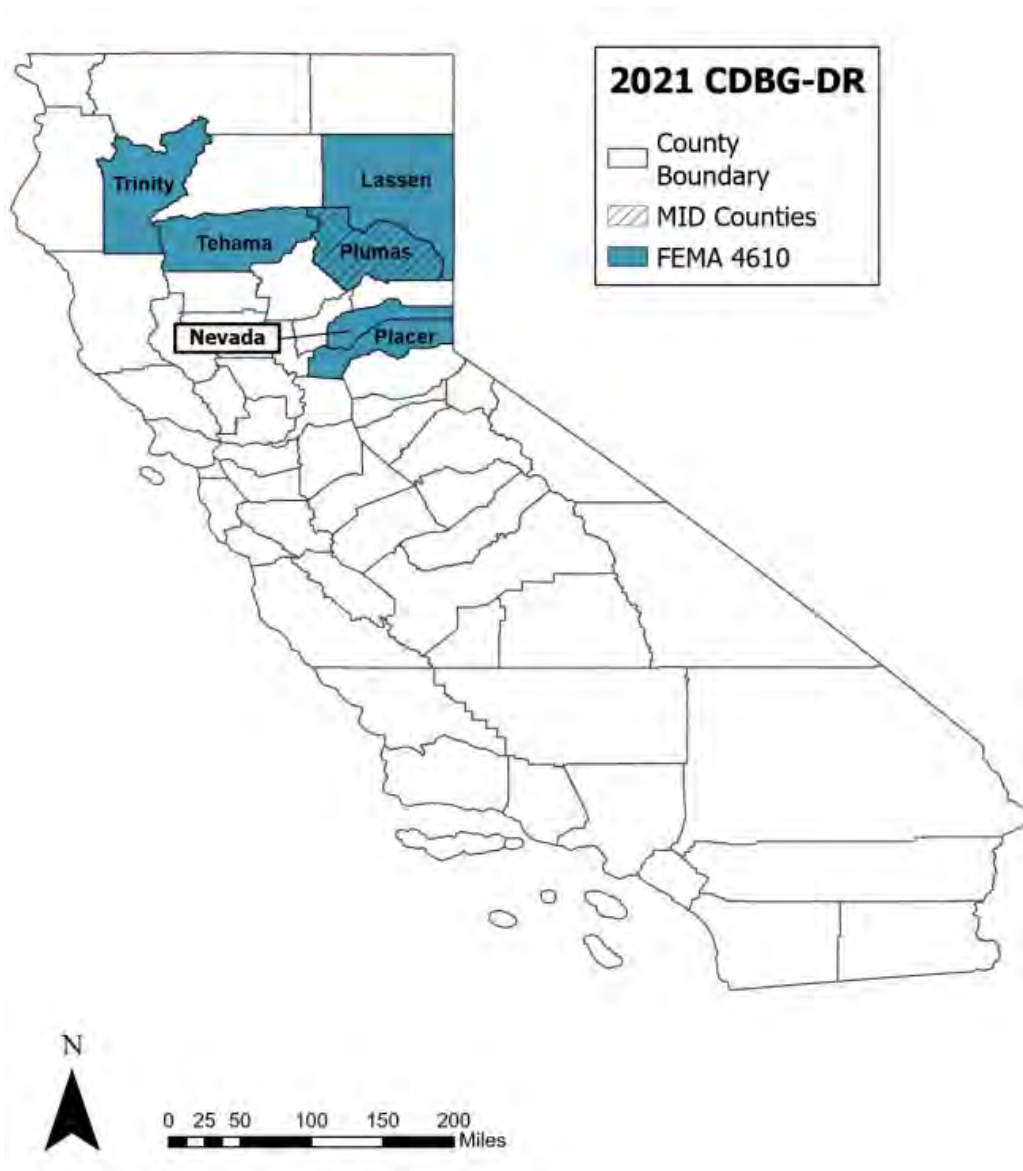 2021 CDBG-DR
County
Boundary
MID Counties
FEMA 4610
Trinity
Lassen
Tehama
Plumas
Nevada
Placer
N
0 25 50 100 150 200
Miles